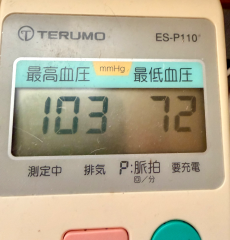 TERUMO ES-P110
最高血圧 mmHg 最低血圧
103 72
測定中 排気 P:脈拍 要充電
回/分